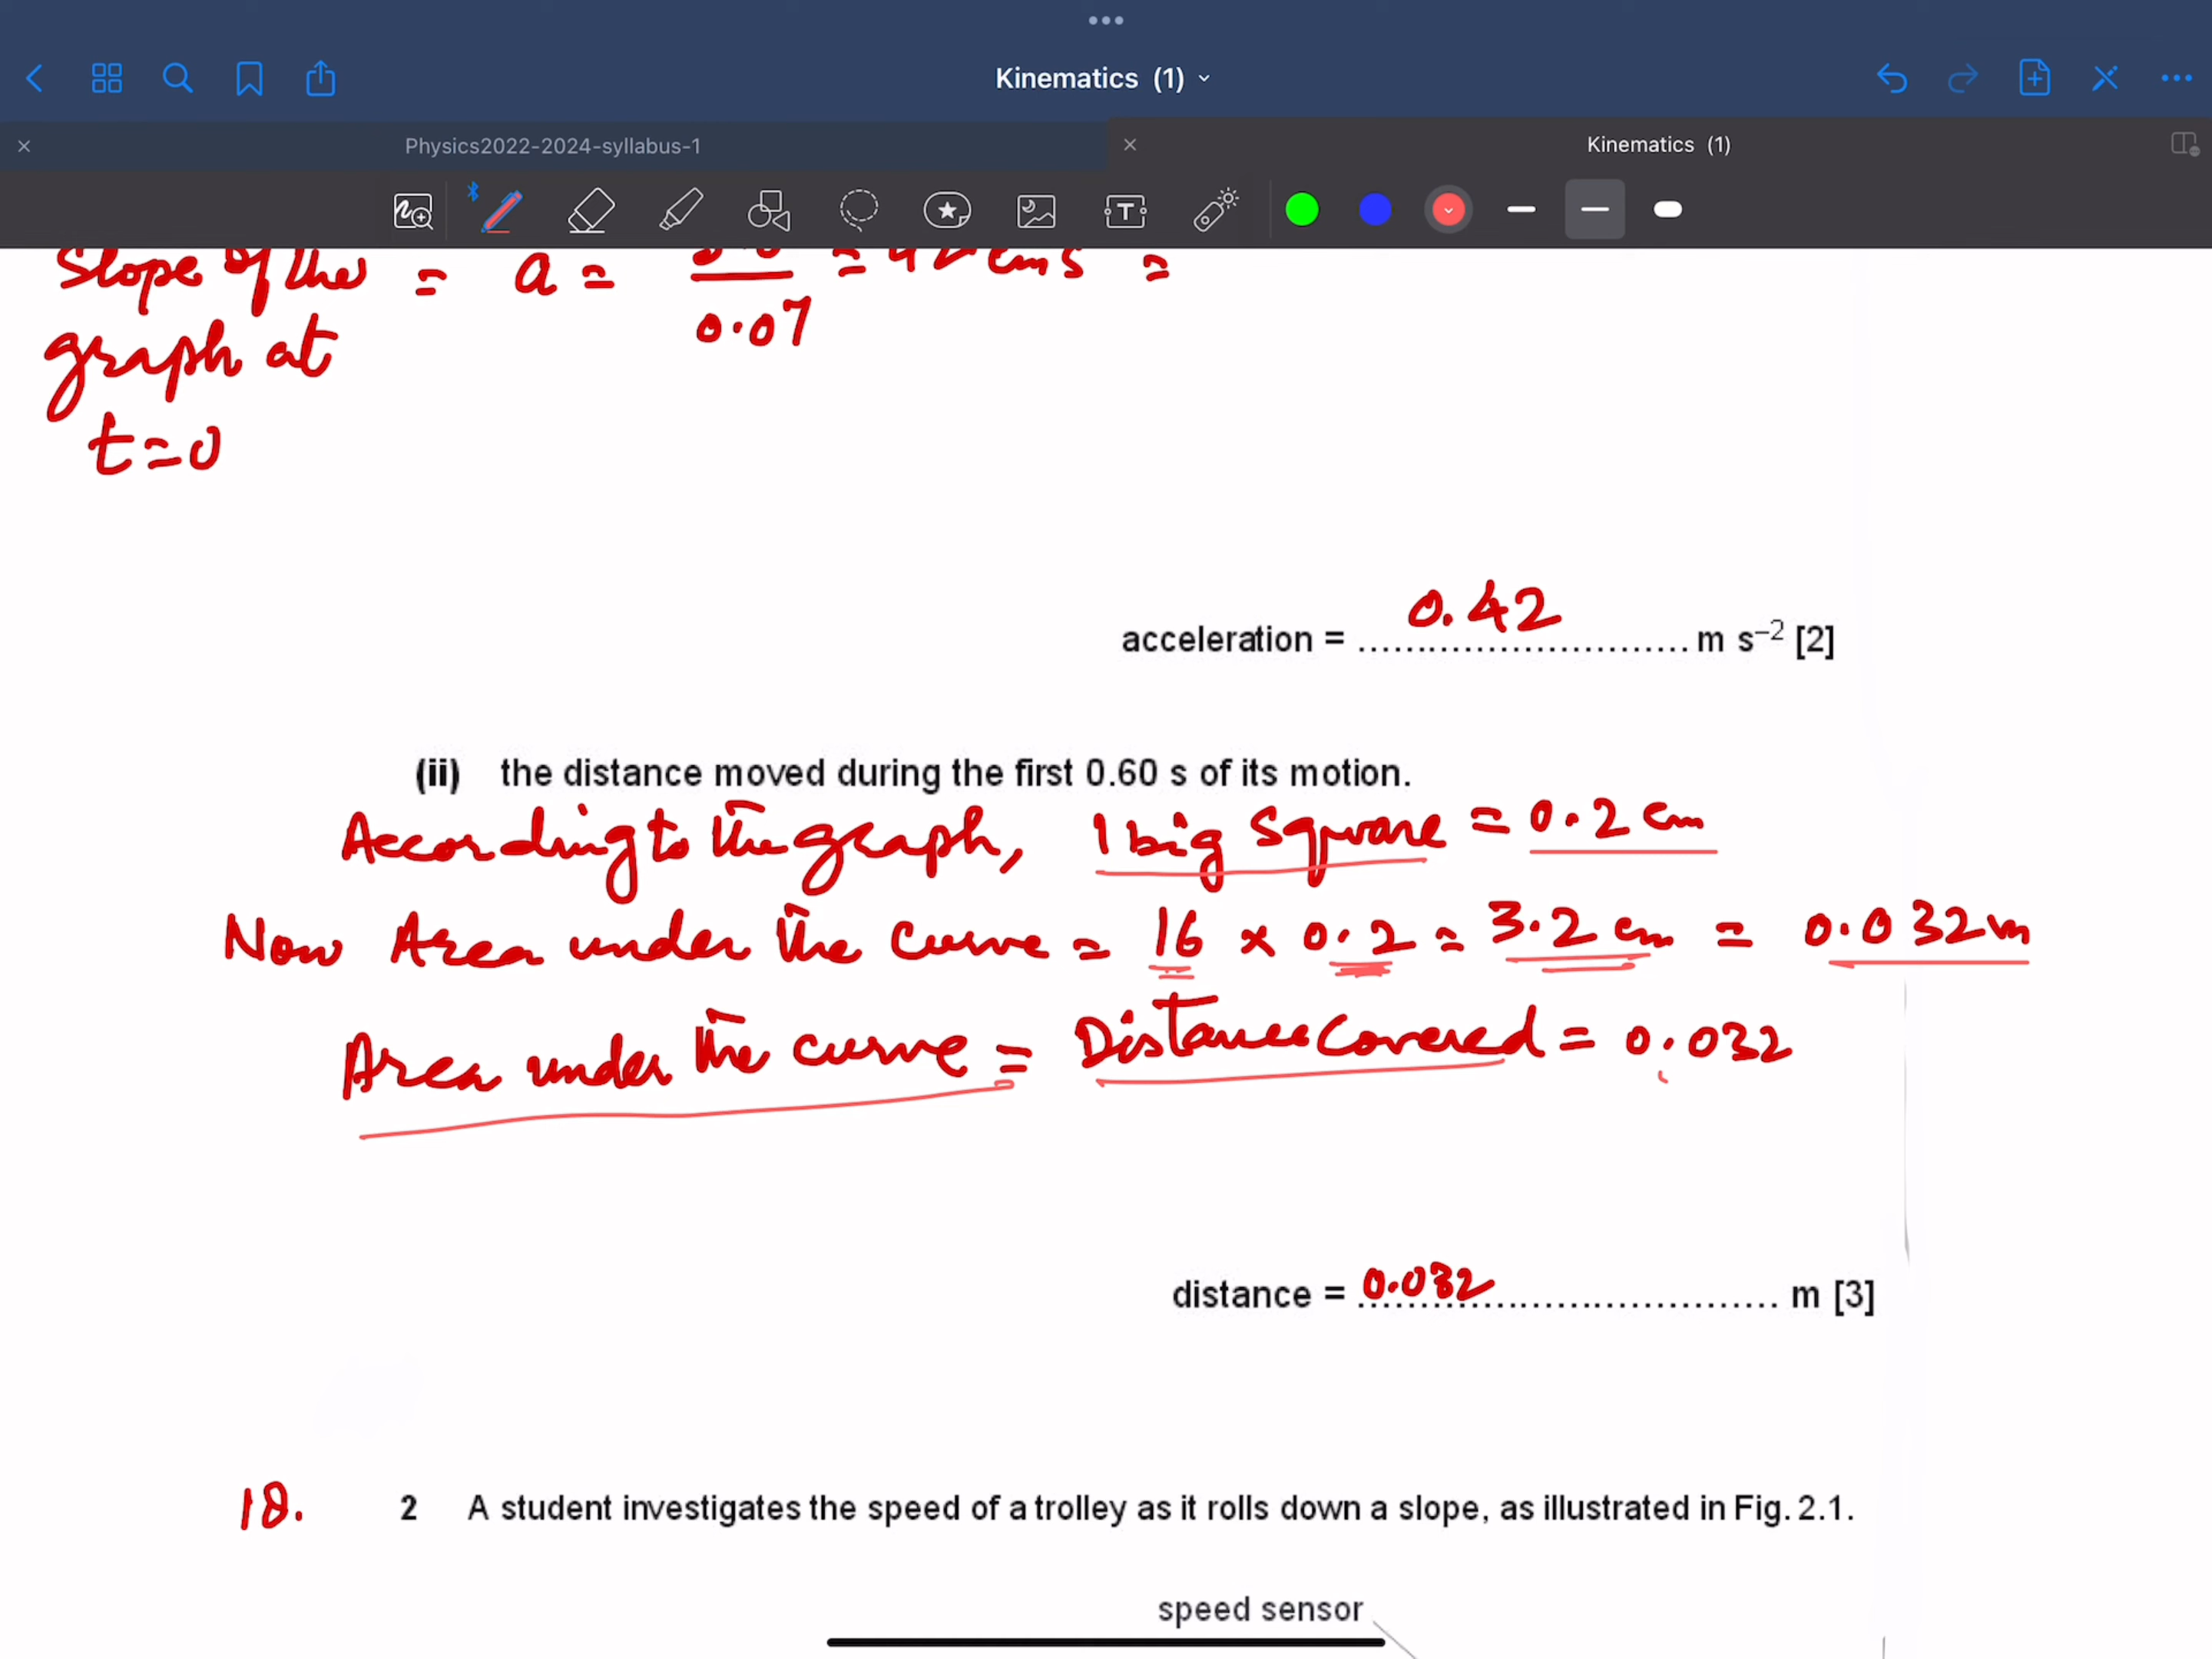 Kinematics (1)
Physics2022-2024-syllabus-1
Kinematics (1)
T
Slope of the = a = = 42 cm s =
0.07
graph at
t=0
0.42
acceleration = ............................ m s⁻² [2]
(ii) the distance moved during the first 0.60 s of its motion.
According to the graph, 1 big square = 0.2 cm
Now Area under the curve = 16 x 0.2 = 3.2 cm = 0.032m
Area under the curve = Distance covered = 0.032
distance = 0.032 ............................ m [3]
18. 2 A student investigates the speed of a trolley as it rolls down a slope, as illustrated in Fig. 2.1.
speed sensor